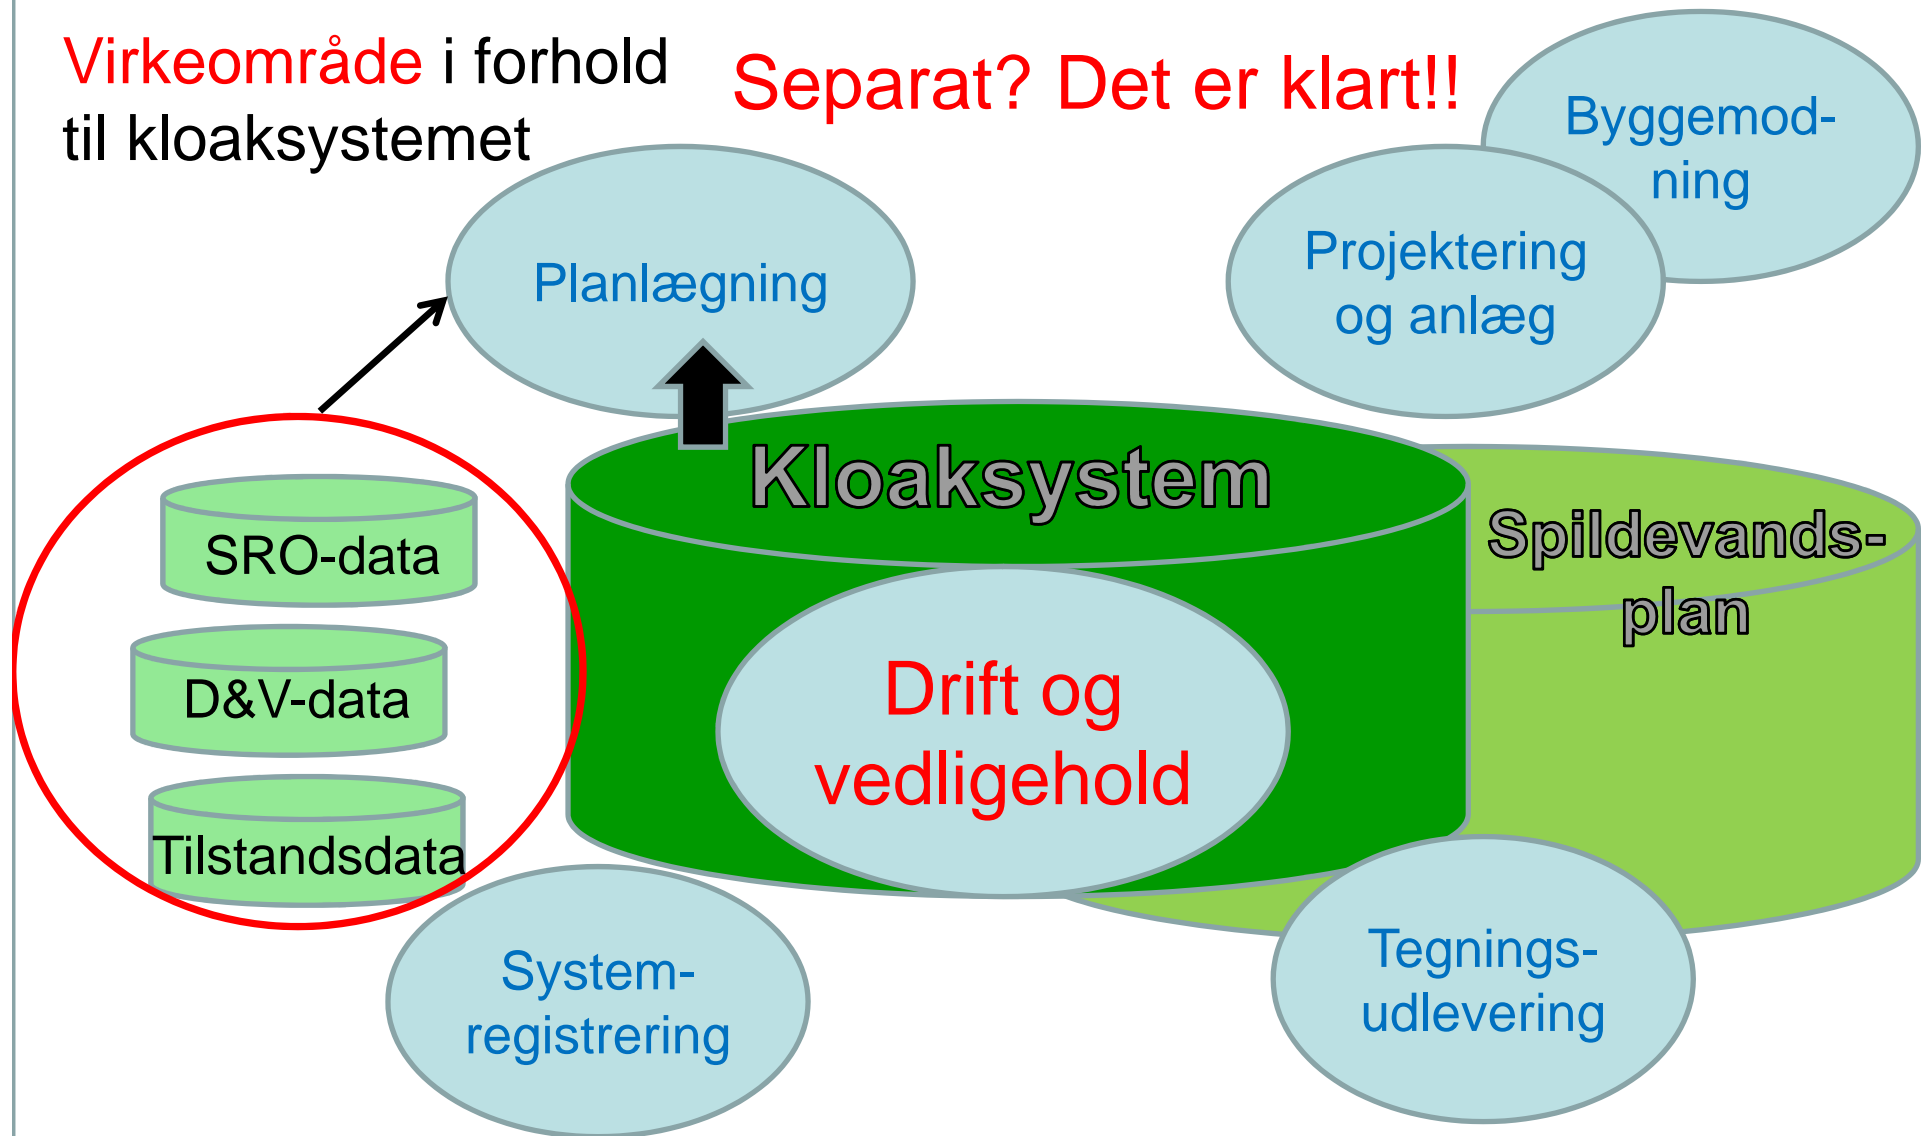 Virkeområde i forhold
til kloaksystemet
Separat? Det er klart!!
Byggemod-
ning
Projektering
og anlæg
Planlægning
Kloaksystem
Spildevands-
plan
SRO-data
D&V-data
Tilstandsdata
Drift og
vedligehold
System-
registrering
Tegnings-
udlevering